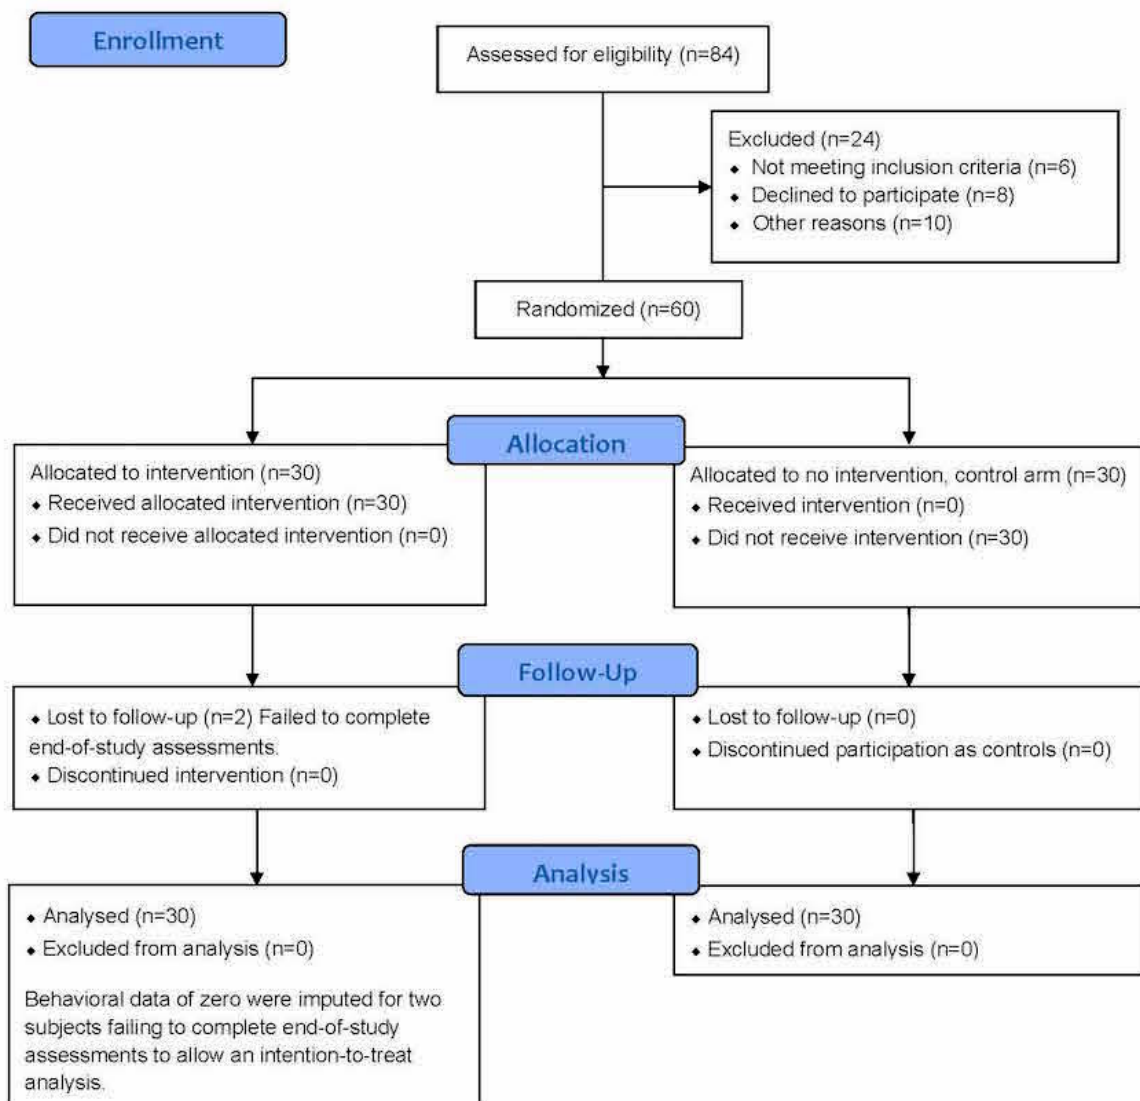 Enrollment
Assessed for eligibility (n=84)
Excluded (n=24)
⬥ Not meeting inclusion criteria (n=6)
⬥ Declined to participate (n=8)
⬥ Other reasons (n=10)
Randomized (n=60)
Allocation
Allocated to intervention (n=30)
⬥ Received allocated intervention (n=30)
⬥ Did not receive allocated intervention (n=0)
Allocated to no intervention, control arm (n=30)
⬥ Received intervention (n=0)
⬥ Did not receive intervention (n=30)
Follow-Up
⬥ Lost to follow-up (n=2) Failed to complete
end-of-study assessments.
⬥ Discontinued intervention (n=0)
⬥ Lost to follow-up (n=0)
⬥ Discontinued participation as controls (n=0)
Analysis
⬥ Analysed (n=30)
⬥ Excluded from analysis (n=0)
Behavioral data of zero were imputed for two
subjects failing to complete end-of-study
assessments to allow an intention-to-treat
analysis.
⬥ Analysed (n=30)
⬥ Excluded from analysis (n=0)